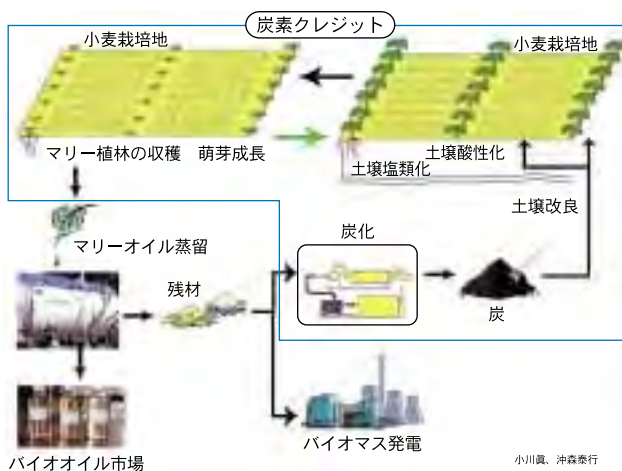 炭素クレジット
小麦栽培地
小麦栽培地
マリー植林の収穫　萌芽成長
土壌酸性化
土壌塩類化
土壌改良
マリーオイル蒸留
炭化
残材
炭
バイオマス発電
バイオオイル市場
小川眞、沖森泰行